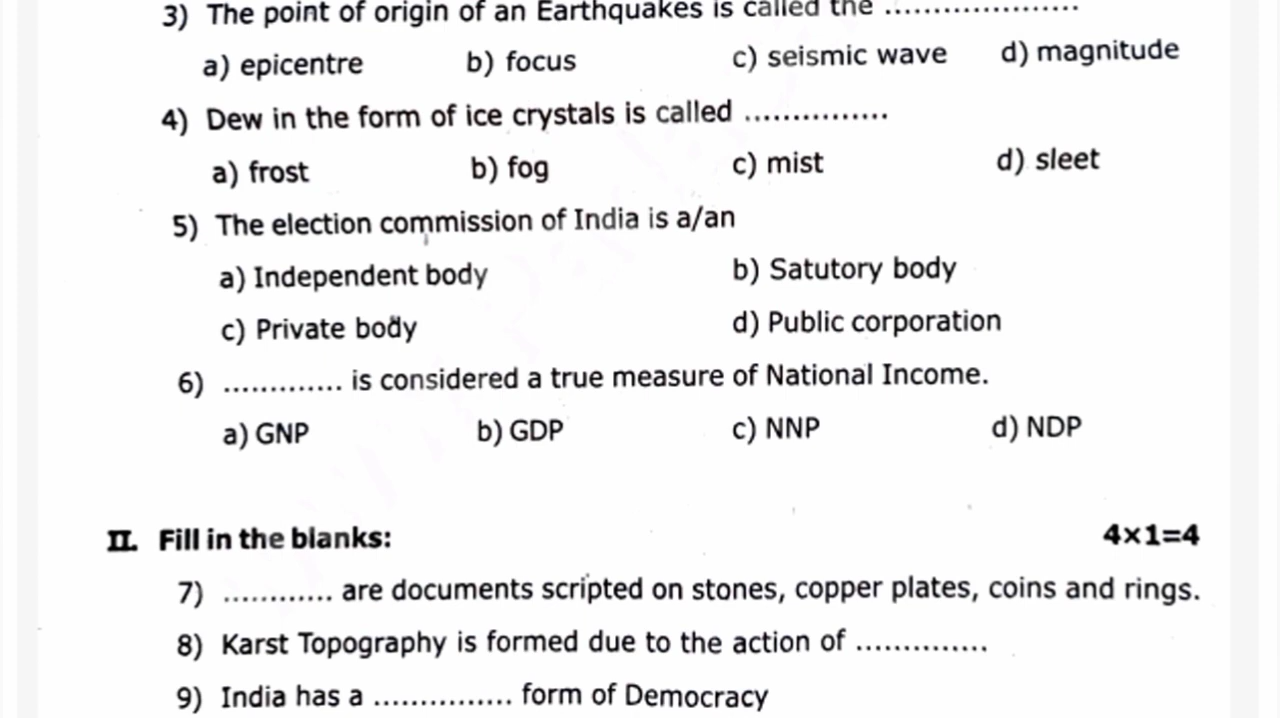 3) The point of origin of an Earthquakes is called the ....................
a) epicentre b) focus c) seismic wave d) magnitude
4) Dew in the form of ice crystals is called ...............
a) frost b) fog c) mist d) sleet
5) The election commission of India is a/an
a) Independent body b) Satutory body
c) Private body d) Public corporation
6) ............. is considered a true measure of National Income.
a) GNP b) GDP c) NNP d) NDP
II. Fill in the blanks: 4x1=4
7) ............ are documents scripted on stones, copper plates, coins and rings.
8) Karst Topography is formed due to the action of ..............
9) India has a ............... form of Democracy